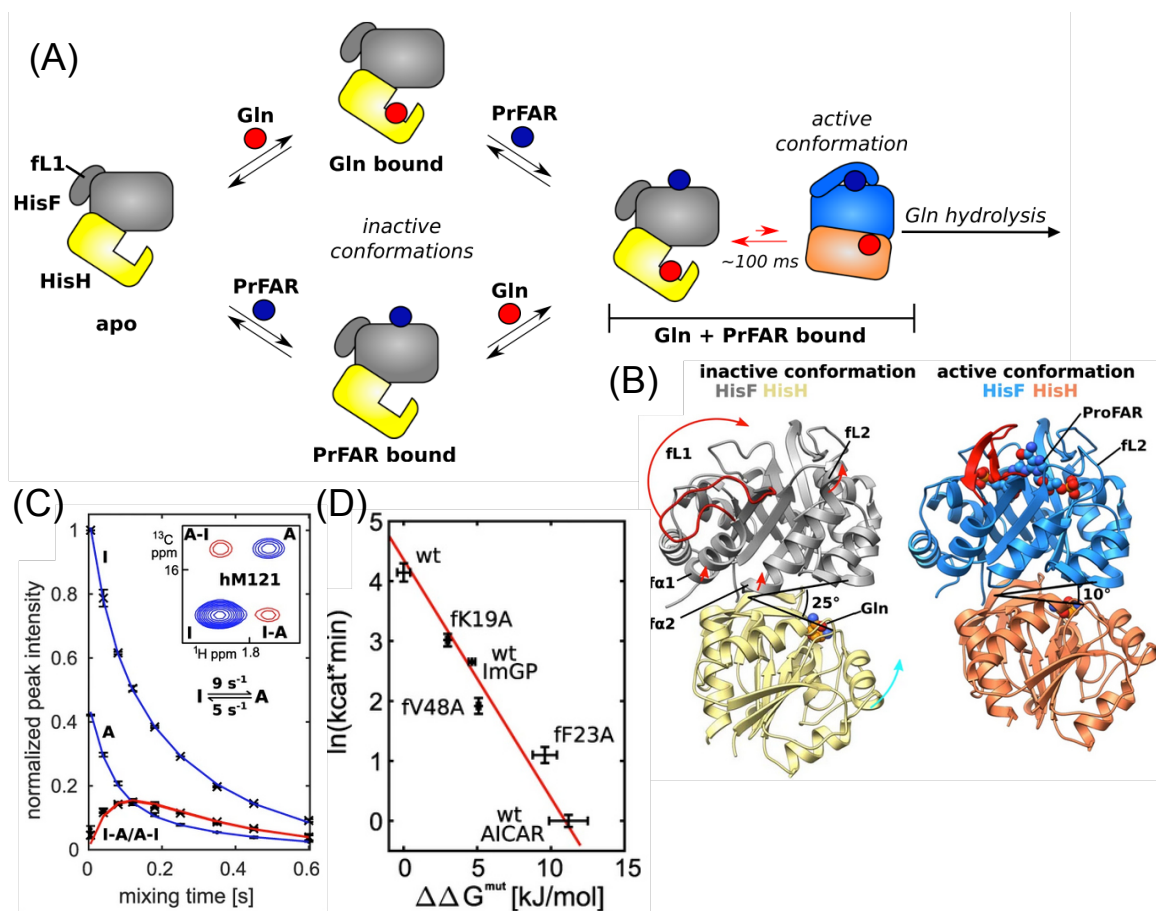 (A)
Gln
Gln bound
PrFAR
active
conformation
fL1
HisF
HisH
apo
inactive
conformations
PrFAR
Gln
PrFAR bound
~100 ms
Gln hydrolysis
Gln + PrFAR bound
(B)
inactive conformation
HisF HisH
active conformation
HisF HisH
fL1
fL2
fα1
fα2
25°
Gln
ProFAR
fL2
10°
(C)
normalized peak intensity
1
0.8
0.6
0.4
0.2
0
0
0.2
0.4
0.6
mixing time [s]
I
A
I-A/A-I
A-I
A
13C
ppm
16
hM121
I
I-A
1H ppm 1.8
9 s-1
I A
5 s-1
(D)
ln(kcat*min)
5
4
3
2
1
0
0
5
10
15
ΔΔG mut [kJ/mol]
wt
fK19A
wt
ImGP
fV48A
fF23A
wt
AICAR